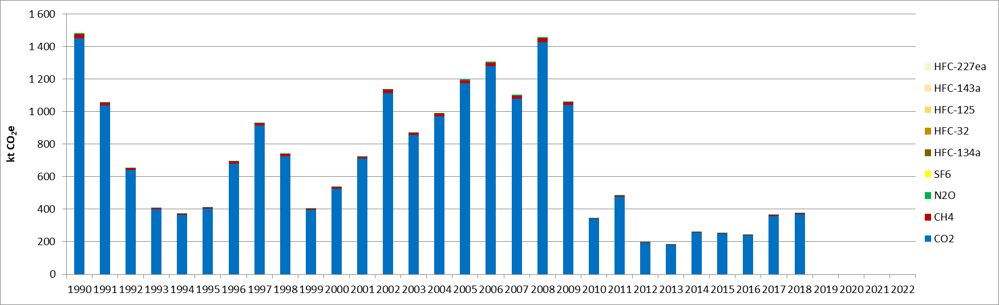 kt CO₂e
1 600
1 400
1 200
1 000
800
600
400
200
0
1990 1991 1992 1993 1994 1995 1996 1997 1998 1999 2000 2001 2002 2003 2004 2005 2006 2007 2008 2009 2010 2011 2012 2013 2014 2015 2016 2017 2018 2019 2020 2021 2022
HFC-227ea
HFC-143a
HFC-125
HFC-32
HFC-134a
SF6
N2O
CH4
CO2